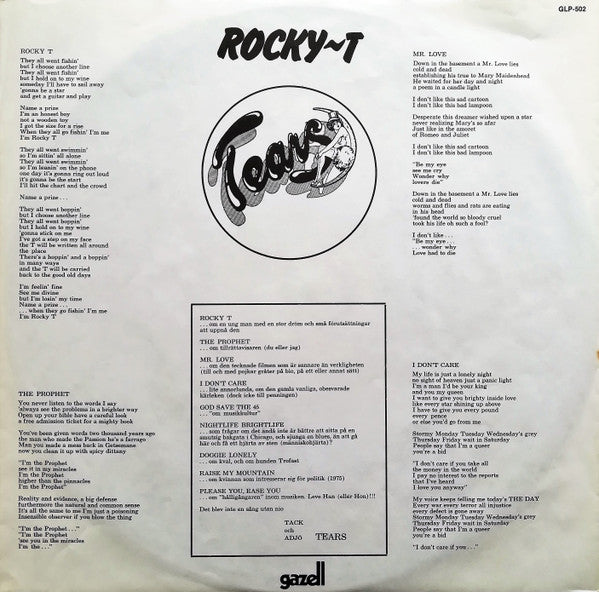 GLP-502
ROCKY~T
Tears
ROCKY T
They all went fishin'
but I choose another line
They all went fishin'
but I hold on to my wine
someday I'll have to sail away
'gonna be a star
and get a guitar and play
Name a prize
I'm an honest boy
not a wooden toy
I got the size for a rise
When they all go fishin' I'm me
I'm Rocky T
They all went swimmin'
so I'm sittin' all alone
They all went swimmin'
so I'm leanin' on the phone
one day it's gonna ring out loud
it's gonna be the start
I'll hit the chart and the crowd
Name a prize...
They all went boppin'
but I choose another line
They all went boppin'
but I hold on to my wine
'gonna stick on me
I've got a step on my face
the T will be written all around
the place
There's a hoppin' and a boppin'
in many ways
and the T will be carried
back to the good old days
I'm feelin' fine
See me divine
but I'm losin' my time
Name a prize...
... when they go fishin' I'm me
I'm Rocky T
THE PROPHET
You never listen to the words I say
'always see the problems in a brighter way
Open up your bible have a careful look
a free admission ticket for a mighty book
You've been given words two thousand years ago
the man who made the Passion he's a farrago
Man you made a mess back in Getsemane
now you clean it up with spicy dittany
"I'm the Prophet
see it in my miracles
I'm the Prophet
higher than the pinnacles
I'm the Prophet"
Reality and evidence, a big defense
furthermore the natural and common sense
It's all the same to me I'm just a poisoning
Insensible observer if you blow the thing
"I'm the Prophet..."
"I'm the Prophet
'see you in the miracles
I'm the ..."
MR. LOVE
Down in the basement a Mr. Love lies
cold and dead
establishing his true to Mary Maidenhead
He waited for her day and night
a poem in a candle light
I don't like this sad cartoon
I don't like this bad lampoon
Desperate this dreamer wished upon a star
never realizing Mary's so afar
Just like in the amoret
of Romeo and Juliet
I don't like this sad cartoon
I don't like this bad lampoon
"Be my eye
see me cry
Wonder why
lovers die"
Down in the basement a Mr. Love lies
cold and dead
worms and flies and rats are eating
in his head
'found the world so bloody cruel
took his life oh such a fool?
I don't like...
"Be my eye...
... wonder why
Love had to die
I DON'T CARE
My life is just a lonely night
no sight of heaven just a panic light
I'm a man I'd be your king
and you my queen
I want to give you brighty inside love
like every star shining up above
I have to give you every pound
every pence
or else you'd go from me
Stormy Monday Tuesday Wednesday's grey
Thursday Friday wait in Saturday
People say that I'm a queer
you're a bid
"I don't care if you take all
the money in the world
I pay no interest to the reports
that I've heard
I love you anyway"
My voice keeps telling me today's THE DAY
Every war every terror all injustice
every defect is gone away
Stormy Monday Tuesday Wednesday's grey
Thursday Friday wait in Saturday
People say that I'm a queer
you're a bid
"I don't care if you..."
ROCKY T
...om en ung man med en stor dröm och små förutsättningar
att uppnå den
THE PROPHET
...om tillrättavisaren (du eller jag)
MR. LOVE
...om den tecknade filmen som är sannare än verkligheten
(till och med pojkar gråter på bio, på ett eller annat sätt)
I DON'T CARE
...lite annorlunda, om den gamla vanliga, obesvarade
kärleken (dock icke till penningen)
GOD SAVE THE 45
..."om musikkultur"
NIGHTLIFE BRIGHTLIFE
...som frågar om det ändå inte är bättre att sitta på en
smutsig bakgata i Chicago, och sjunga en blues, än att gå
här och få ett hjärta av sten (människohjärta)?
DOGGIE LONELY
...om kval, och om hunden Trofast
RAISE MY MOUNTAIN
...om kvinnan som intresserar sig för politik (1975)
PLEASE YOU, EASE YOU
...om "hålligångaren" inom musiken. Leve Han (eller Hon)!!!
Det blev inte en sång utan nio
TACK
och
ADJÖ TEARS
gazell